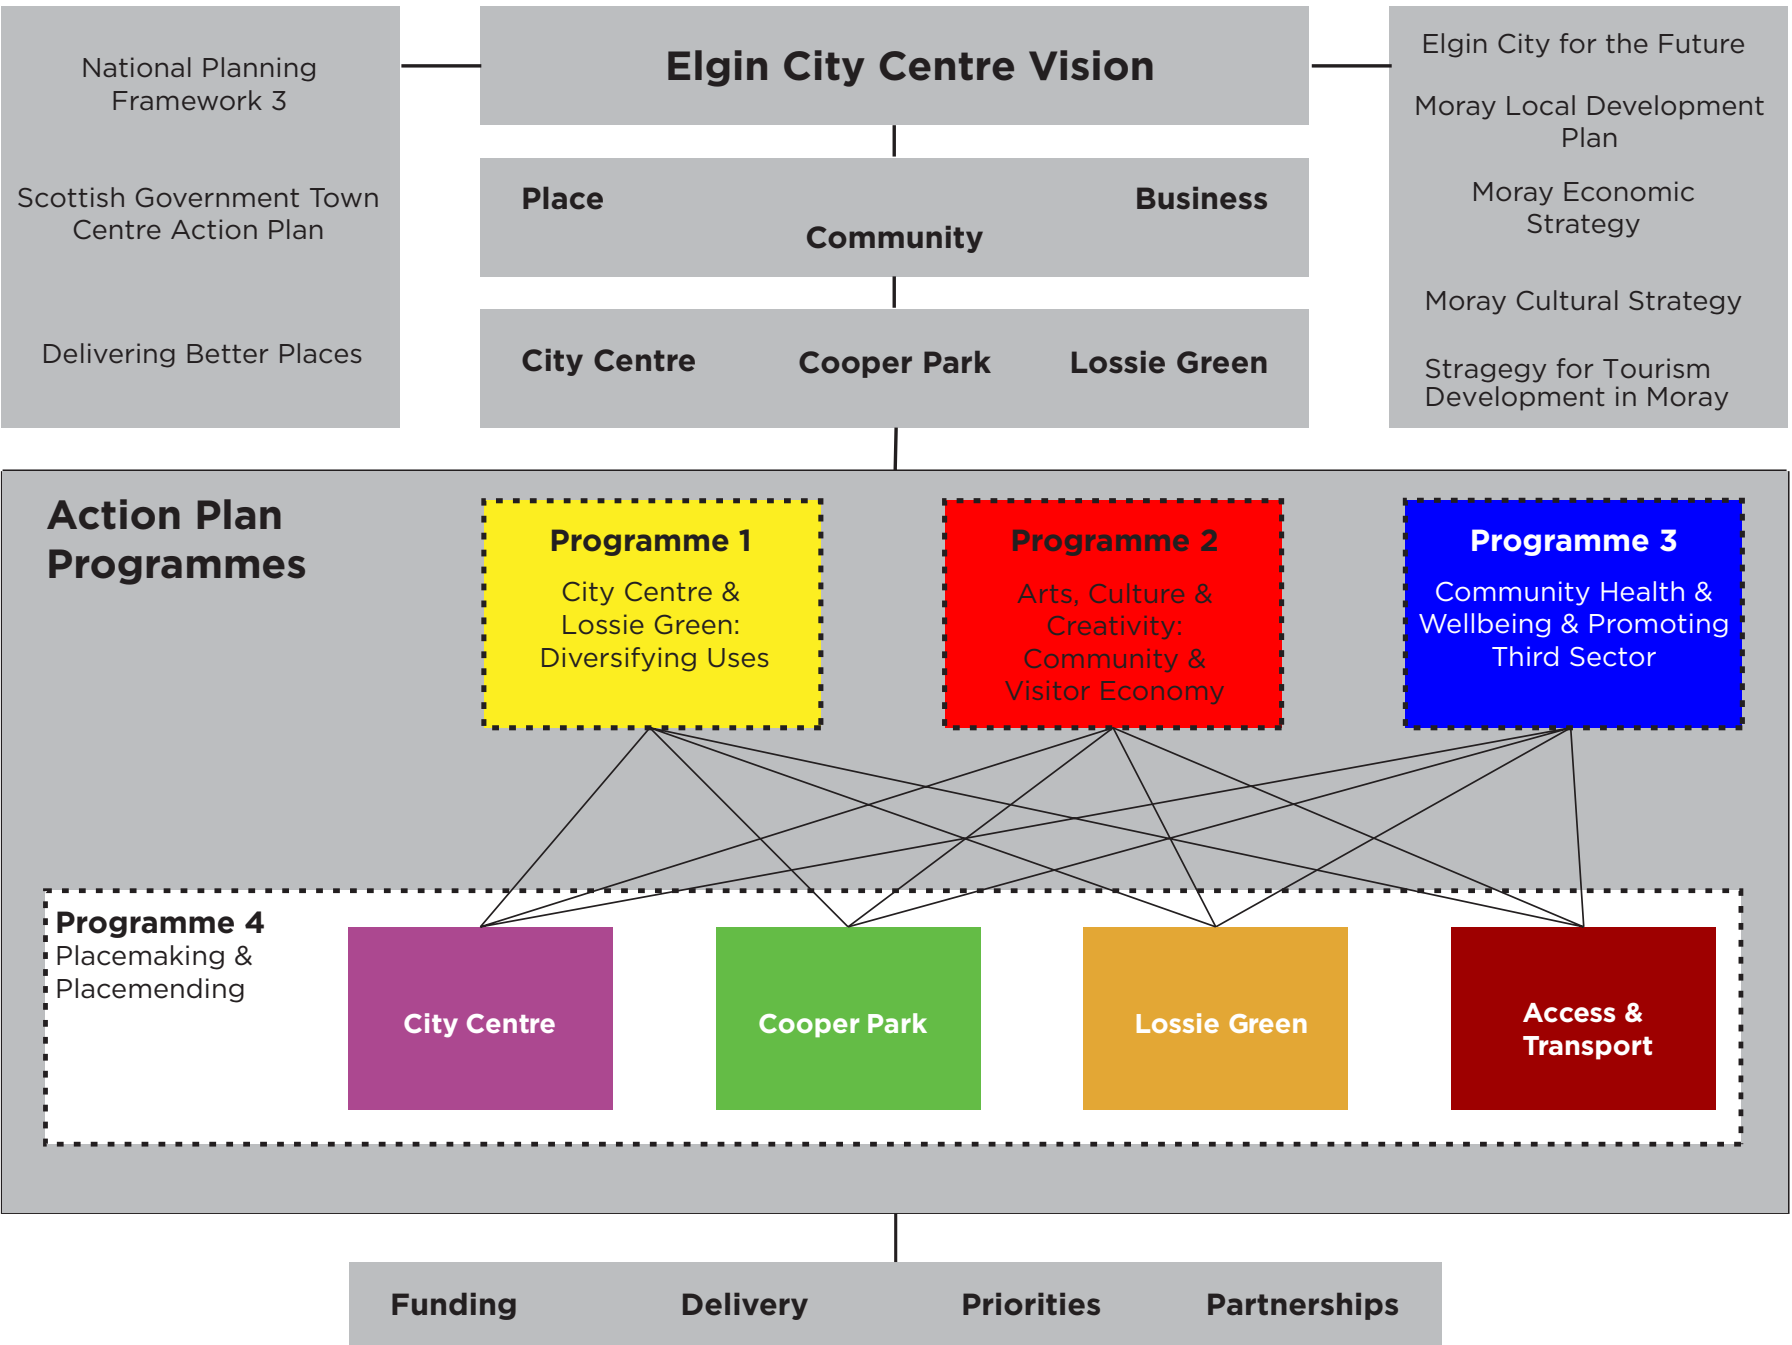 National Planning
Framework 3
Scottish Government Town
Centre Action Plan
Delivering Better Places
Elgin City Centre Vision
Place
Business
Community
City Centre
Cooper Park
Lossie Green
Elgin City for the Future
Moray Local Development
Plan
Moray Economic
Strategy
Moray Cultural Strategy
Stragegy for Tourism
Development in Moray
Action Plan
Programmes
Programme 1
City Centre &
Lossie Green:
Diversifying Uses
Programme 2
Arts, Culture &
Creativity:
Community &
Visitor Economy
Programme 3
Community Health &
Wellbeing & Promoting
Third Sector
Programme 4
Placemaking &
Placemending
City Centre
Cooper Park
Lossie Green
Access &
Transport
Funding
Delivery
Priorities
Partnerships